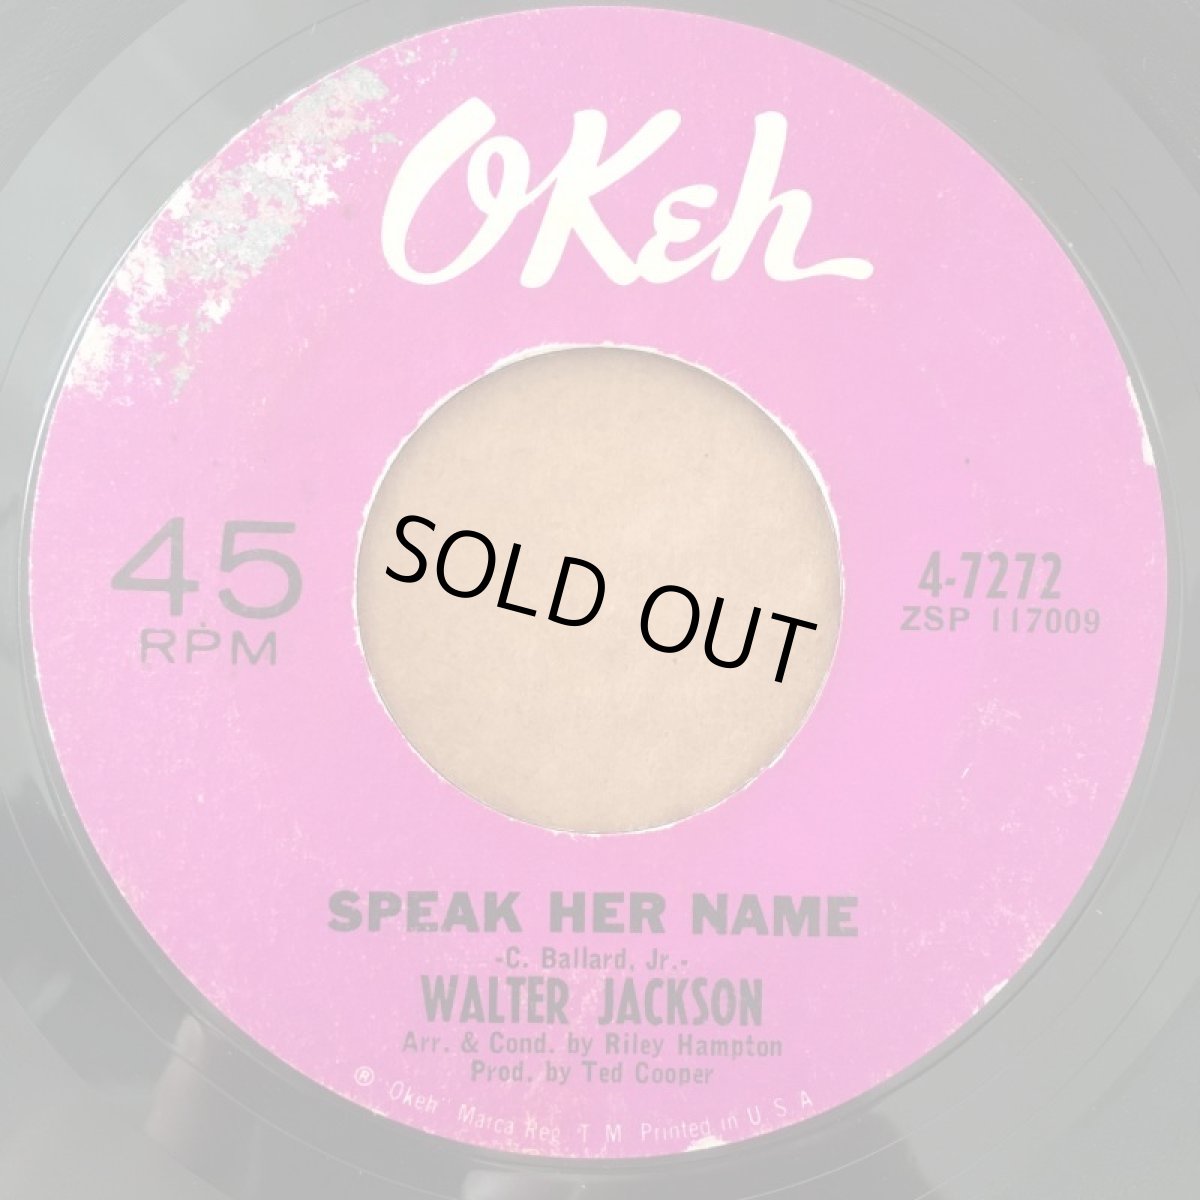 OKeh
45
RPM
4-7272
ZSP 117009
SOLD OUT
SPEAK HER NAME
-C. Ballard, Jr.-
WALTER JACKSON
Arr. & Cond. by Riley Hampton
Prod. by Ted Cooper
® "Okeh" Marca Reg. T M Printed in U.S.A